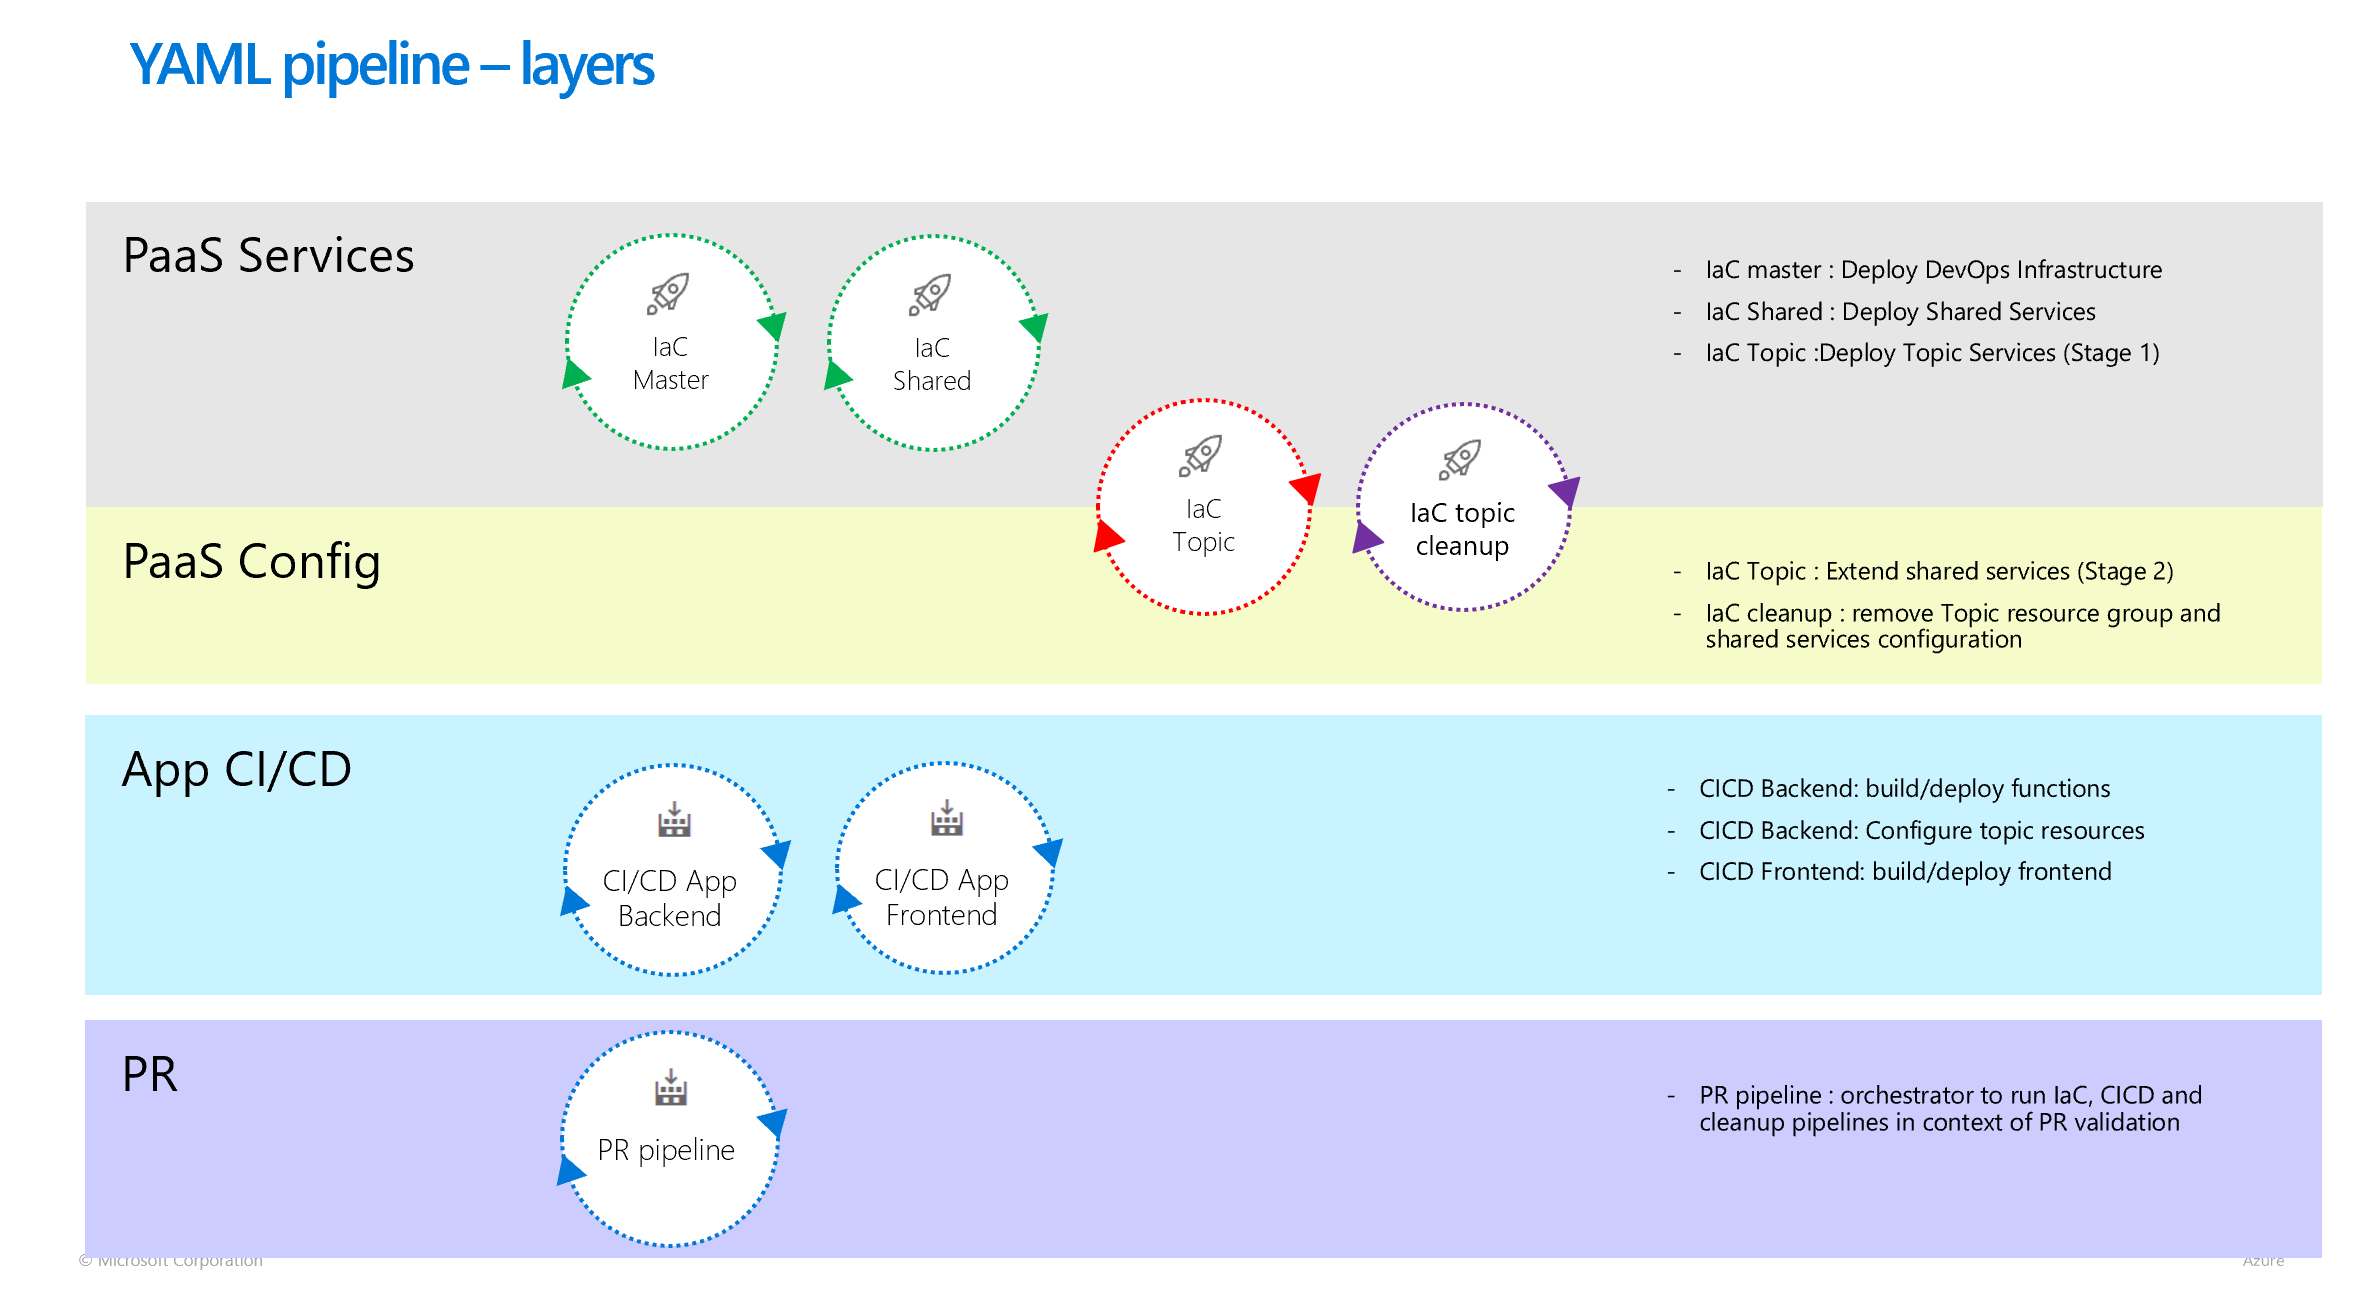 YAML pipeline – layers
PaaS Services
IaC
Master
IaC
Shared
- IaC master : Deploy DevOps Infrastructure
- IaC Shared : Deploy Shared Services
- IaC Topic :Deploy Topic Services (Stage 1)
IaC
Topic
IaC topic
cleanup
PaaS Config
- IaC Topic : Extend shared services (Stage 2)
- IaC cleanup : remove Topic resource group and
shared services configuration
App CI/CD
CI/CD App
Backend
CI/CD App
Frontend
- CICD Backend: build/deploy functions
- CICD Backend: Configure topic resources
- CICD Frontend: build/deploy frontend
PR
PR pipeline
- PR pipeline : orchestrator to run IaC, CICD and
cleanup pipelines in context of PR validation
© Microsoft Corporation
Azure